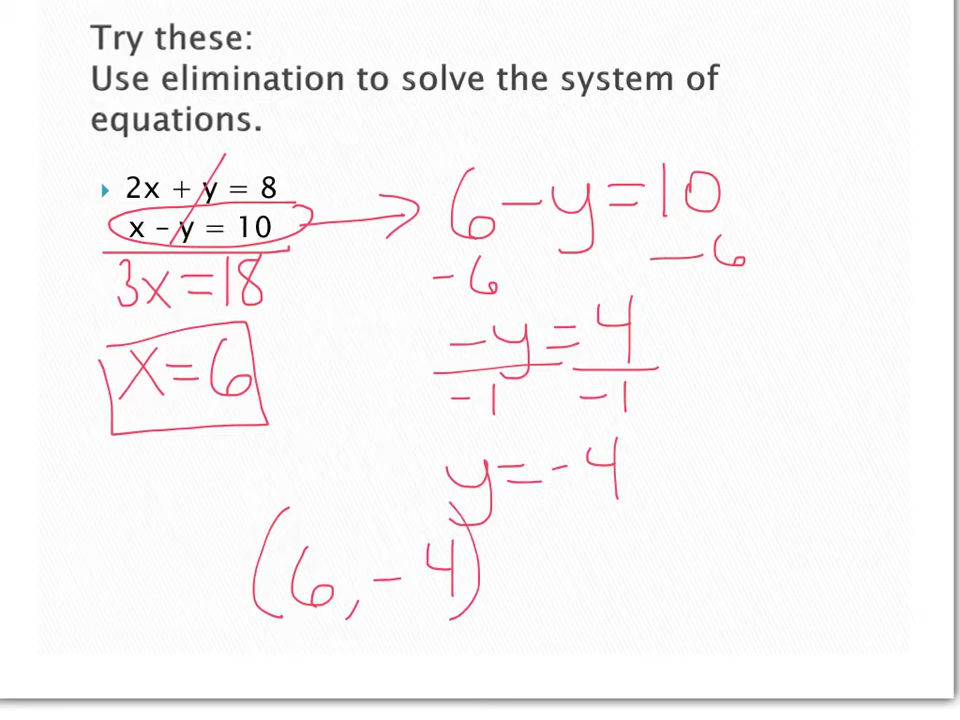 Try these:
Use elimination to solve the system of
equations.
2x + y = 8
x - y = 10
3x = 18
x = 6
6 - y = 10
-6 -6
-y = 4
-1 -1
y = -4
(6, -4)